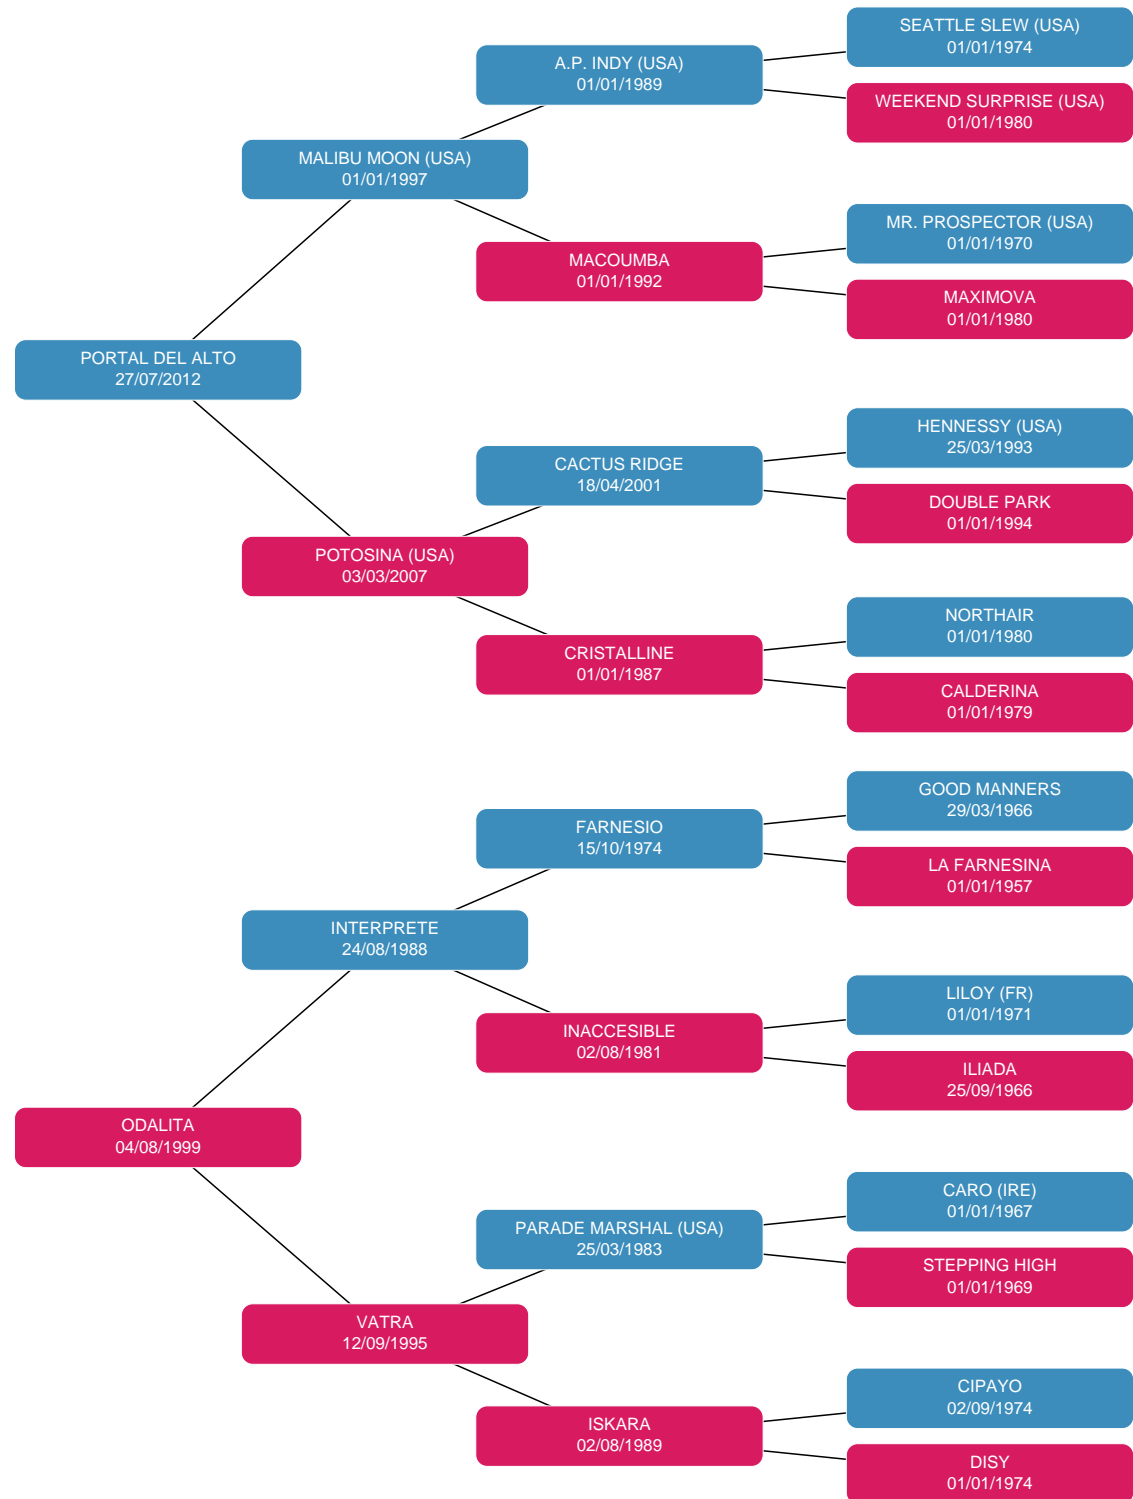 SEATTLE SLEW (USA)
01/01/1974
A.P. INDY (USA)
01/01/1989
WEEKEND SURPRISE (USA)
01/01/1980
MALIBU MOON (USA)
01/01/1997
MR. PROSPECTOR (USA)
01/01/1970
MACOUMBA
01/01/1992
MAXIMOVA
01/01/1980
PORTAL DEL ALTO
27/07/2012
HENNESSY (USA)
25/03/1993
CACTUS RIDGE
18/04/2001
DOUBLE PARK
01/01/1994
POTOSINA (USA)
03/03/2007
NORTHAIR
01/01/1980
CRISTALLINE
01/01/1987
CALDERINA
01/01/1979
GOOD MANNERS
29/03/1966
FARNESIO
15/10/1974
LA FARNESINA
01/01/1957
INTERPRETE
24/08/1988
LILOY (FR)
01/01/1971
INACCESIBLE
02/08/1981
ILIADA
25/09/1966
ODALITA
04/08/1999
CARO (IRE)
01/01/1967
PARADE MARSHAL (USA)
25/03/1983
STEPPING HIGH
01/01/1969
VATRA
12/09/1995
CIPAYO
02/09/1974
ISKARA
02/08/1989
DISY
01/01/1974